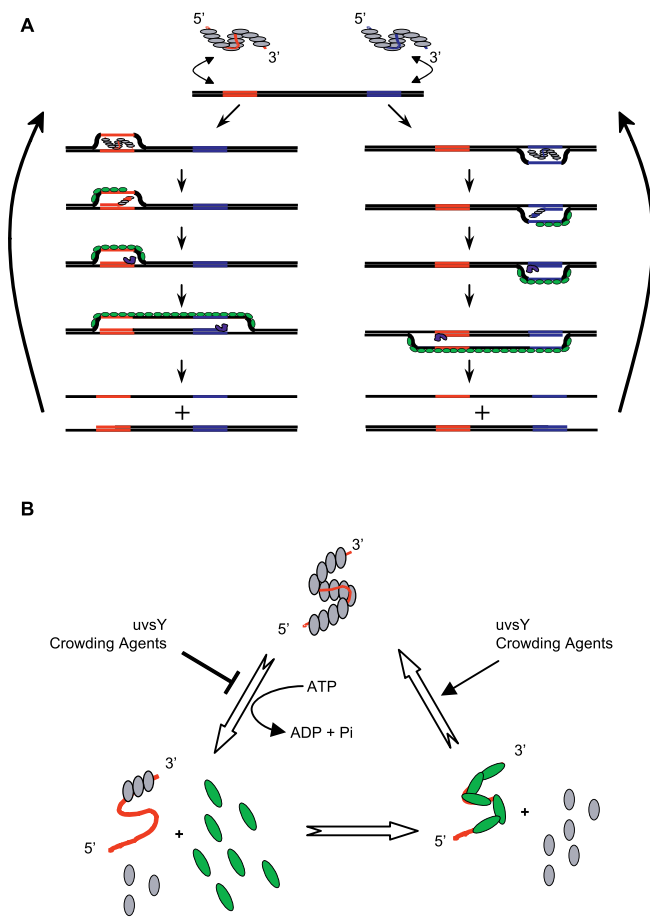 A
5’
5’
3’
3’
+
+
B
3’
5’
uvsY
Crowding Agents
uvsY
Crowding Agents
ATP
ADP + Pi
3’
3’
5’
+
+
5’